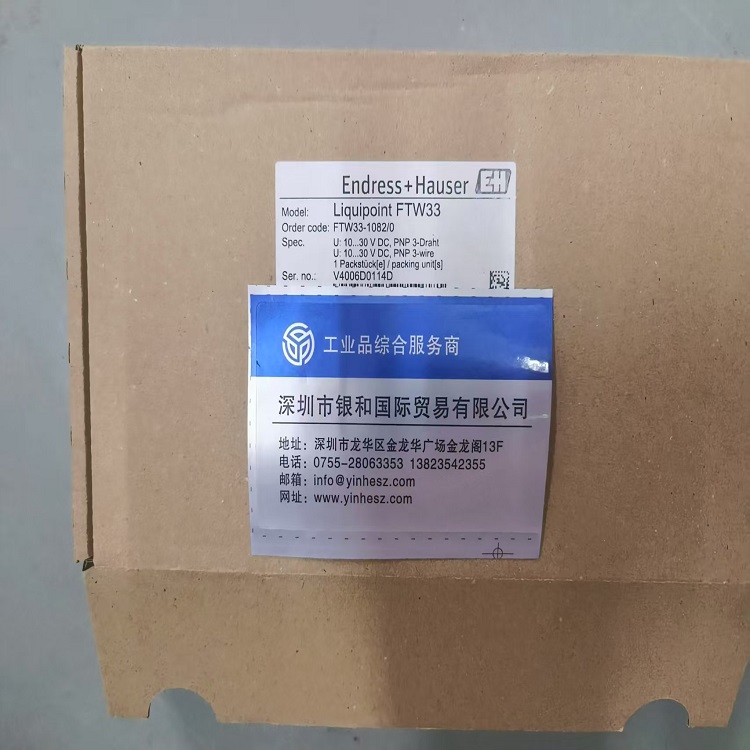 Endress+Hauser EH
Model: Liquipoint FTW33
Order code: FTW33-1082/0
Spec. U: 10...30 V DC, PNP 3-Draht
U: 10...30 V DC, PNP 3-wire
1 Packstück[e] / packing unit[s]
Ser. no.: V4006D0114D
工业品综合服务商
深圳市银和国际贸易有限公司
地址：深圳市龙华区金龙华广场金龙阁13F
电话：0755-28063353 13823542355
邮箱：info@yinhesz.com
网址：www.yinhesz.com